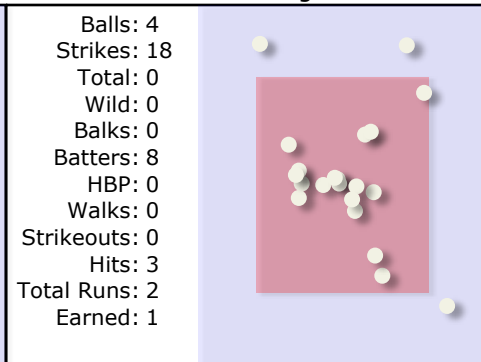 Balls: 4
Strikes: 18
Total: 0
Wild: 0
Balks: 0
Batters: 8
HBP: 0
Walks: 0
Strikeouts: 0
Hits: 3
Total Runs: 2
Earned: 1